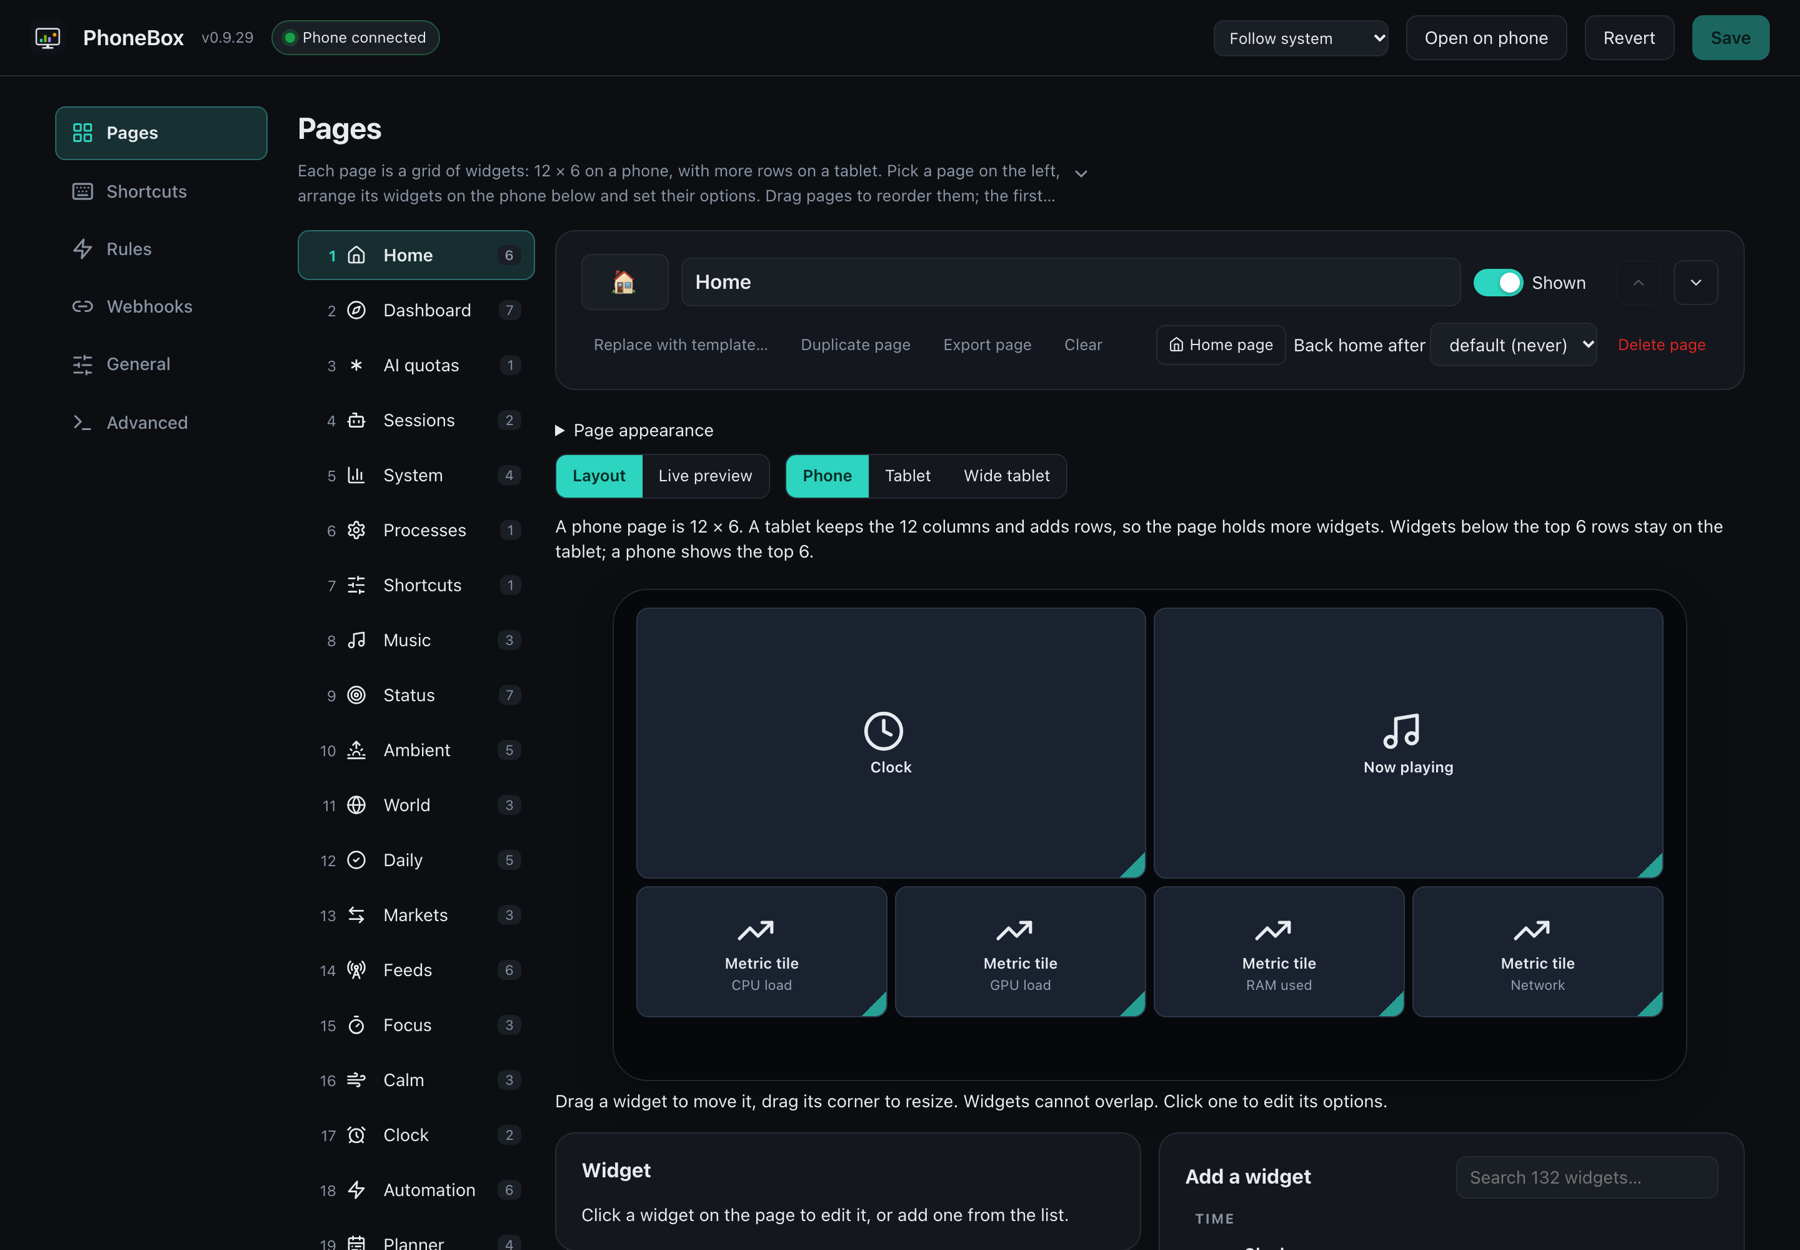 PhoneBox v0.9.29 Phone connected Follow system Open on phone Revert Save
Pages
Shortcuts
Rules
Webhooks
General
Advanced
Pages
Each page is a grid of widgets: 12 × 6 on a phone, with more rows on a tablet. Pick a page on the left,
arrange its widgets on the phone below and set their options. Drag pages to reorder them; the first...
1 Home 6
2 Dashboard 7
3 AI quotas 1
4 Sessions 2
5 System 4
6 Processes 1
7 Shortcuts 1
8 Music 3
9 Status 7
10 Ambient 5
11 World 3
12 Daily 5
13 Markets 3
14 Feeds 6
15 Focus 3
16 Calm 3
17 Clock 2
18 Automation 6
19 Planner 4
Home Shown
Replace with template... Duplicate page Export page Clear Home page Back home after default (never) Delete page
Page appearance
Layout Live preview Phone Tablet Wide tablet
A phone page is 12 × 6. A tablet keeps the 12 columns and adds rows, so the page holds more widgets. Widgets below the top 6 rows stay on the
tablet; a phone shows the top 6.
Clock
Now playing
Metric tile
CPU load
Metric tile
GPU load
Metric tile
RAM used
Metric tile
Network
Drag a widget to move it, drag its corner to resize. Widgets cannot overlap. Click one to edit its options.
Widget
Click a widget on the page to edit it, or add one from the list.
Add a widget Search 132 widgets...
TIME